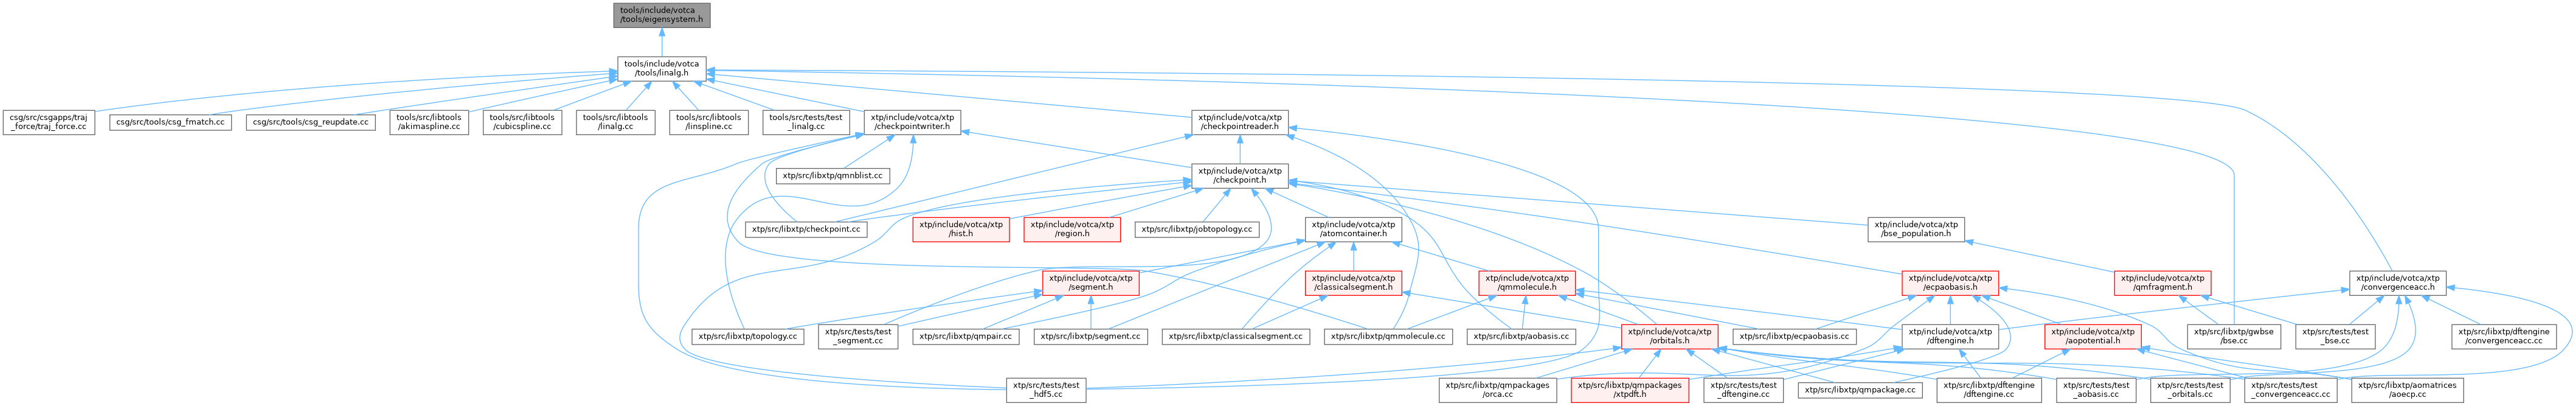 tools/include/votca
/tools/eigensystem.h
tools/include/votca
/tools/linalg.h
csg/src/csgapps/traj
_force/traj_force.cc
csg/src/tools/csg_fmatch.cc
csg/src/tools/csg_reupdate.cc
tools/src/libtools
/akimaspline.cc
tools/src/libtools
/cubicspline.cc
tools/src/libtools
/linalg.cc
tools/src/libtools
/linspline.cc
tools/src/tests/test
_linalg.cc
xtp/include/votca/xtp
/checkpointwriter.h
xtp/include/votca/xtp
/checkpointreader.h
xtp/src/libxtp/qmnblist.cc
xtp/include/votca/xtp
/checkpoint.h
xtp/src/libxtp/checkpoint.cc
xtp/include/votca/xtp
/hist.h
xtp/include/votca/xtp
/region.h
xtp/src/libxtp/jobtopology.cc
xtp/include/votca/xtp
/atomcontainer.h
xtp/include/votca/xtp
/bse_population.h
xtp/include/votca/xtp
/segment.h
xtp/include/votca/xtp
/classicalsegment.h
xtp/include/votca/xtp
/qmmolecule.h
xtp/include/votca/xtp
/ecpaobasis.h
xtp/include/votca/xtp
/qmfragment.h
xtp/include/votca/xtp
/convergenceacc.h
xtp/src/libxtp/topology.cc
xtp/src/tests/test
_segment.cc
xtp/src/libxtp/qmpair.cc
xtp/src/libxtp/segment.cc
xtp/src/libxtp/classicalsegment.cc
xtp/src/libxtp/qmmolecule.cc
xtp/src/libxtp/aobasis.cc
xtp/include/votca/xtp
/orbitals.h
xtp/src/libxtp/ecpaobasis.cc
xtp/include/votca/xtp
/dftengine.h
xtp/include/votca/xtp
/aopotential.h
xtp/src/libxtp/gwbse
/bse.cc
xtp/src/tests/test
_bse.cc
xtp/src/libxtp/dftengine
/convergenceacc.cc
xtp/src/tests/test
_hdf5.cc
xtp/src/libxtp/qmpackages
/orca.cc
xtp/src/libxtp/qmpackages
/xtpdft.h
xtp/src/tests/test
_dftengine.cc
xtp/src/libxtp/qmpackage.cc
xtp/src/libxtp/dftengine
/dftengine.cc
xtp/src/tests/test
_aobasis.cc
xtp/src/tests/test
_orbitals.cc
xtp/src/tests/test
_convergenceacc.cc
xtp/src/libxtp/aomatrices
/aoecp.cc